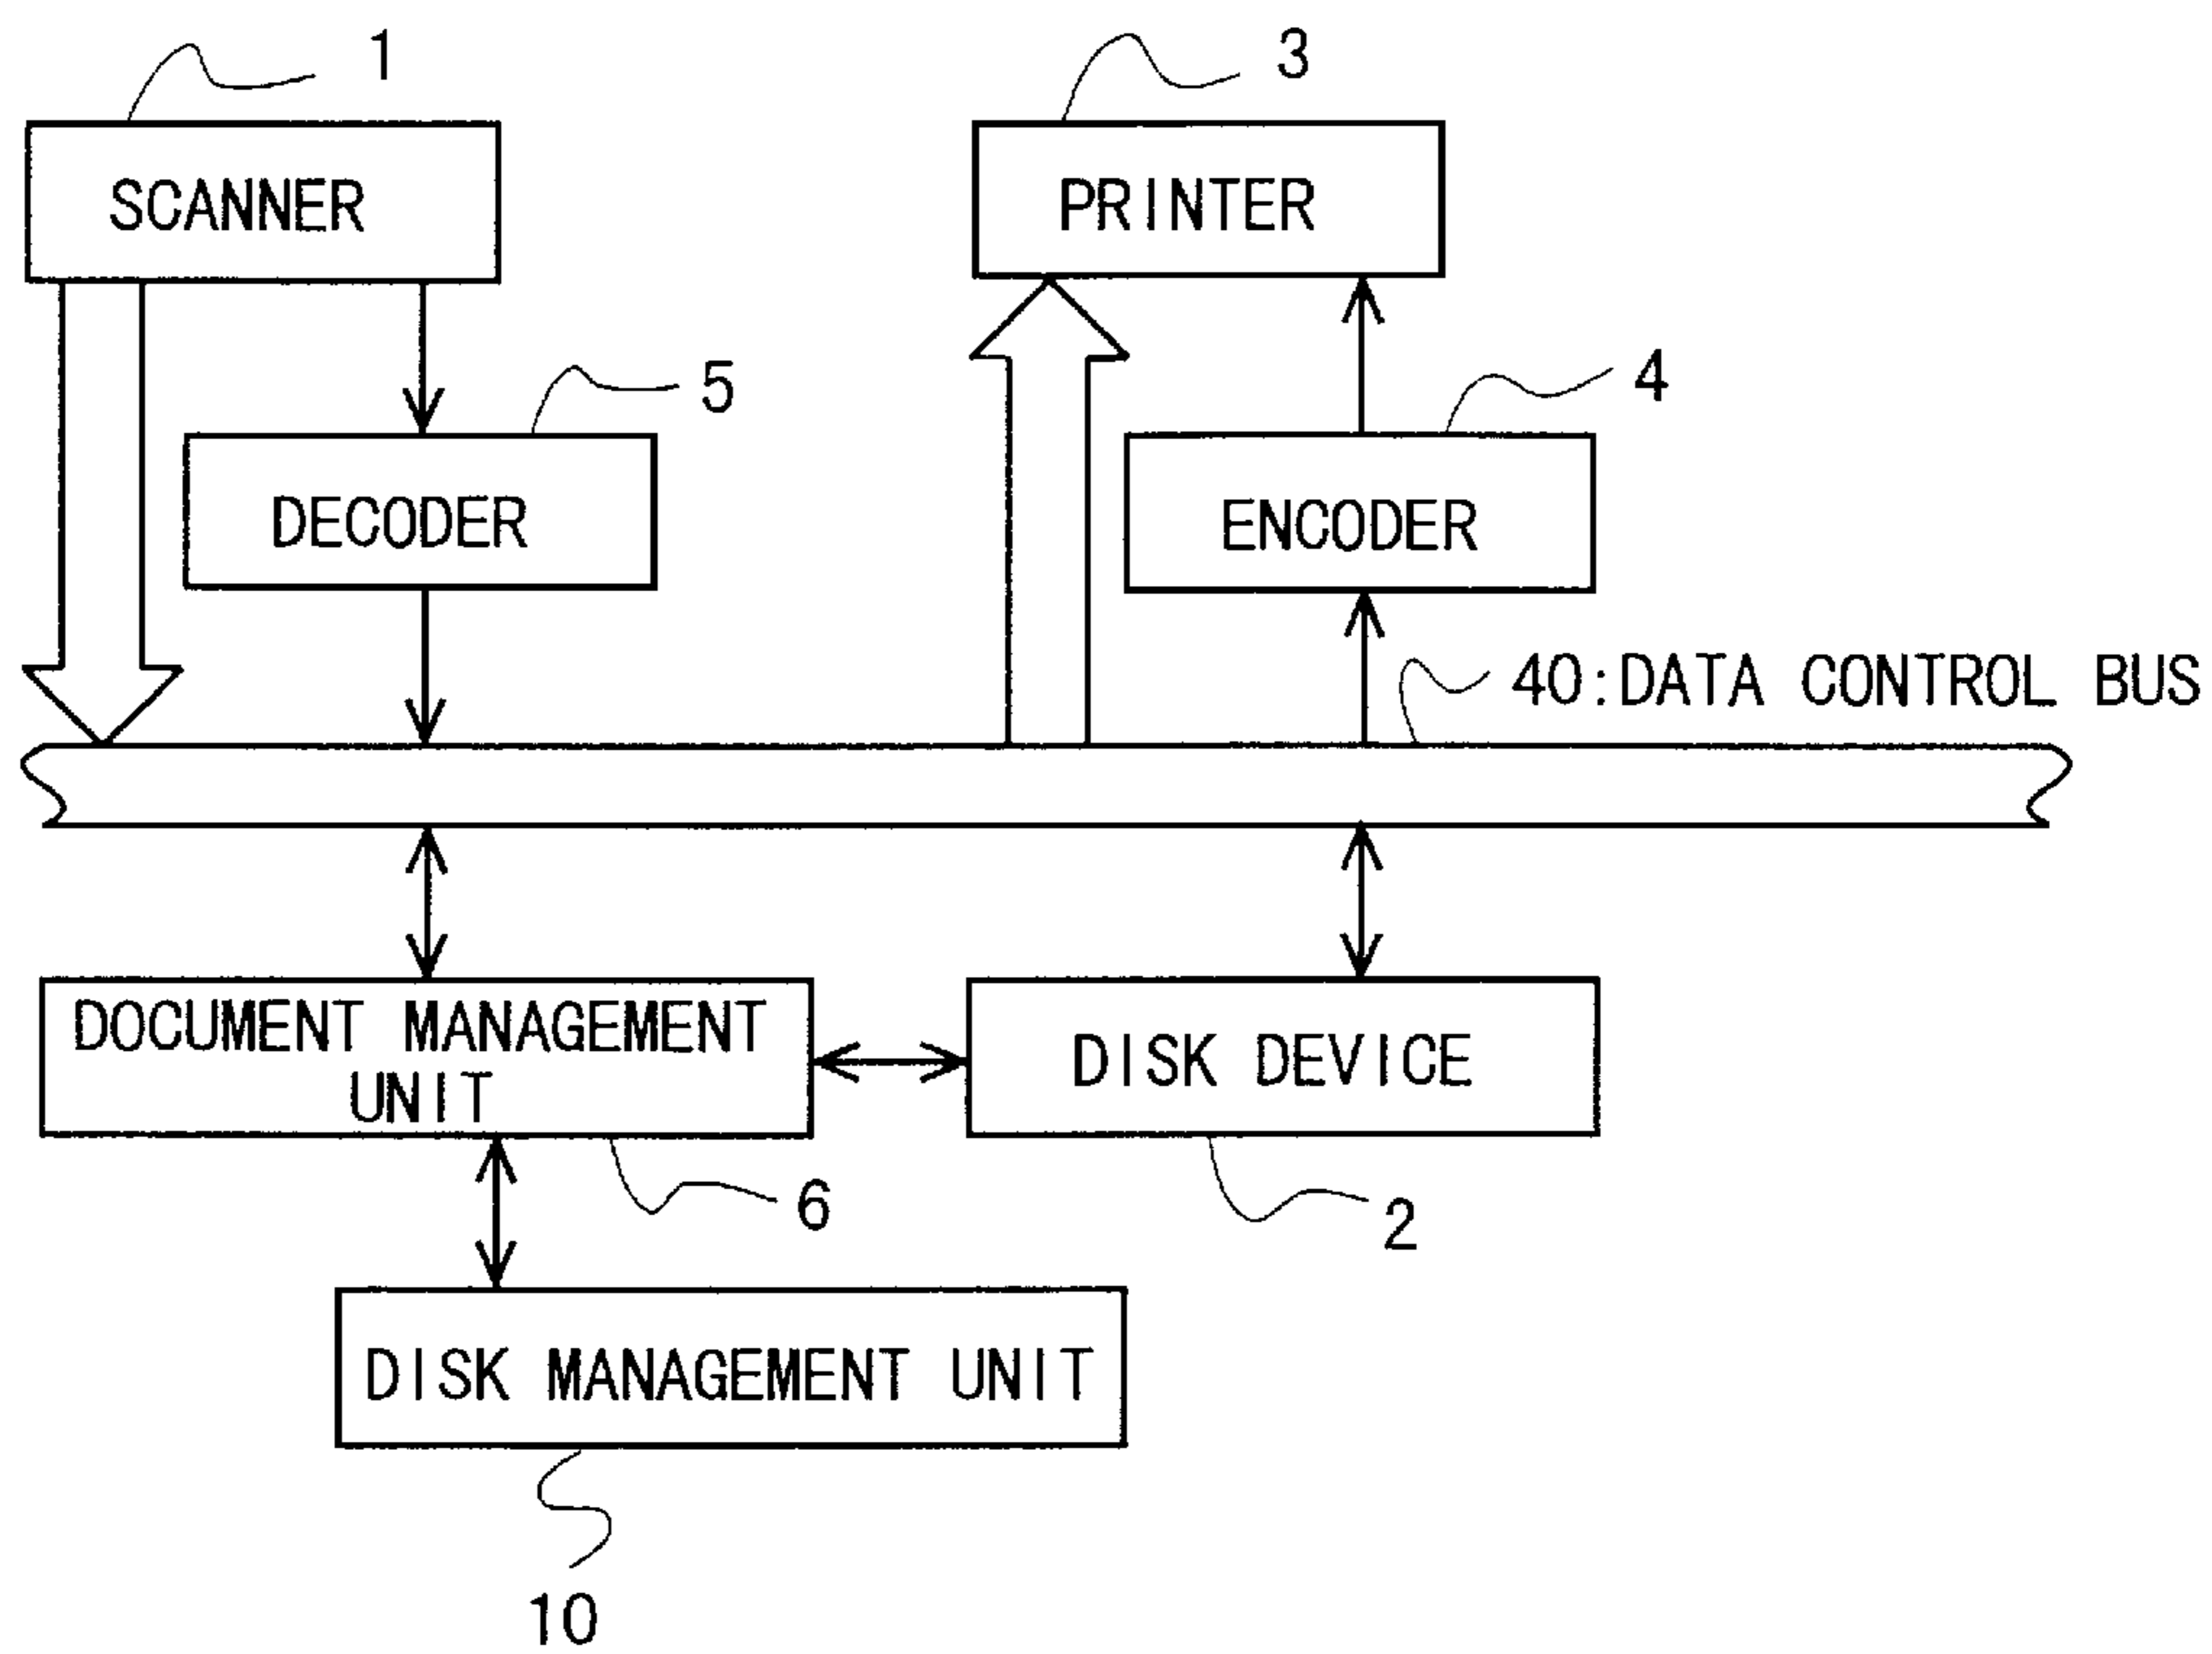 1
3
SCANNER
PRINTER
5
4
DECODER
ENCODER
40:DATA CONTROL BUS
DOCUMENT MANAGEMENT
UNIT
DISK DEVICE
6
2
DISK MANAGEMENT UNIT
10